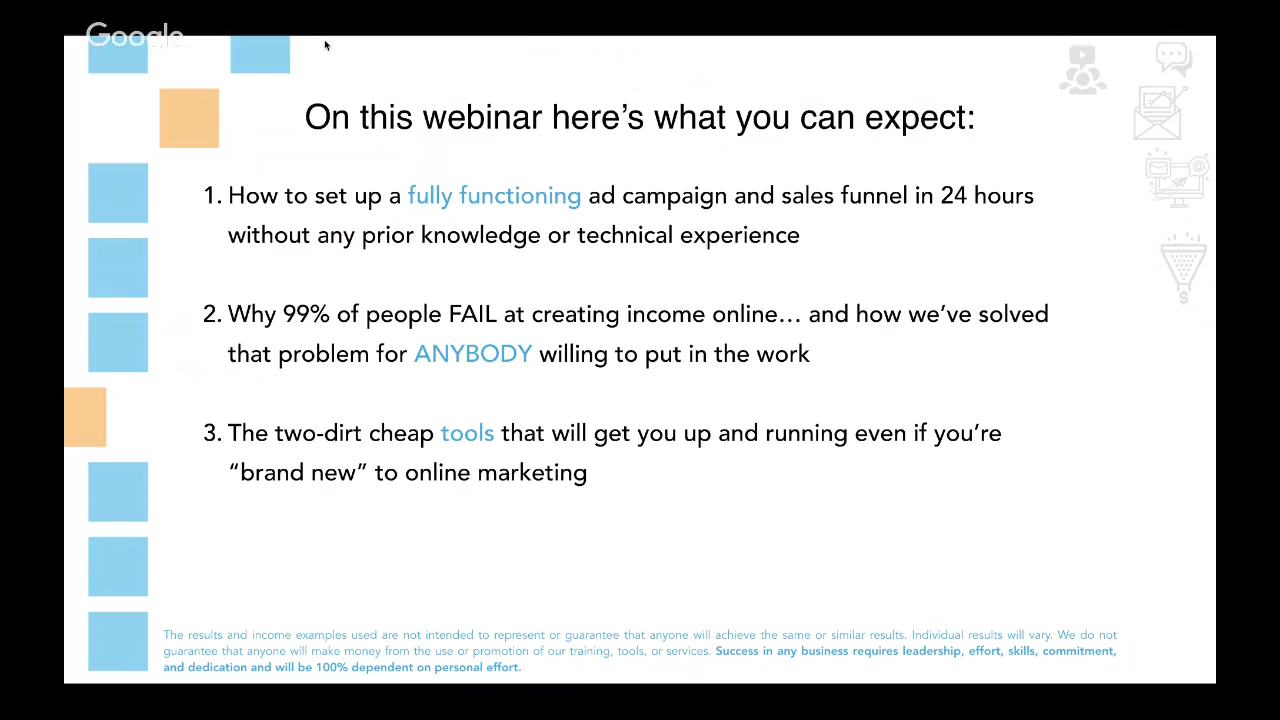 Google
On this webinar here's what you can expect:
1. How to set up a fully functioning ad campaign and sales funnel in 24 hours
without any prior knowledge or technical experience
2. Why 99% of people FAIL at creating income online… and how we've solved
that problem for ANYBODY willing to put in the work
3. The two-dirt cheap tools that will get you up and running even if you're
“brand new” to online marketing
The results and income examples used are not intended to represent or guarantee that anyone will achieve the same or similar results. Individual results will vary. We do not
guarantee that anyone will make money from the use or promotion of our training, tools, or services. Success in any business requires leadership, effort, skills, commitment,
and dedication and will be 100% dependent on personal effort.